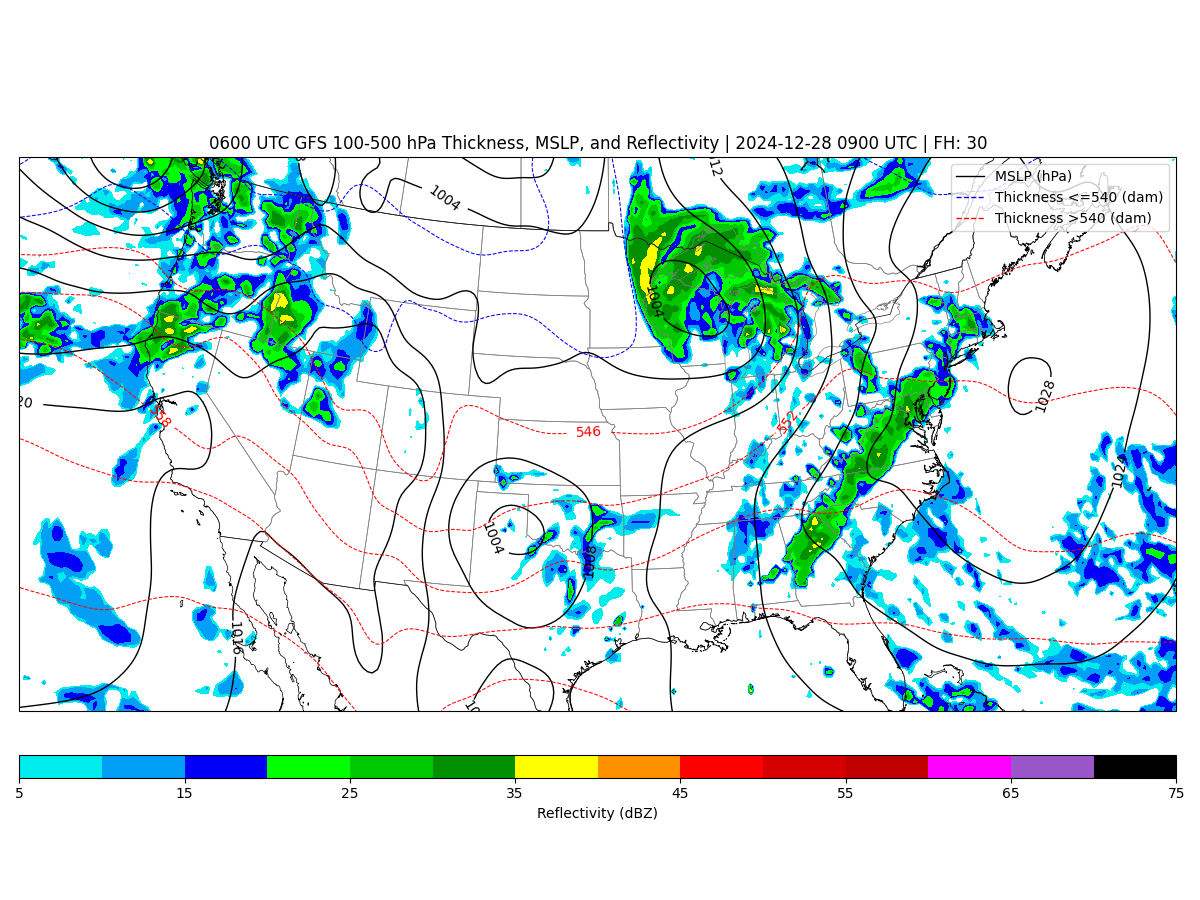 0600 UTC GFS 100-500 hPa Thickness, MSLP, and Reflectivity | 2024-12-28 0900 UTC | FH: 30
MSLP (hPa)
Thickness <=540 (dam)
Thickness >540 (dam)
1004
1004
1028
20
546
552
1024
1004
1008
1016
5 15 25 35 45 55 65 75
Reflectivity (dBZ)